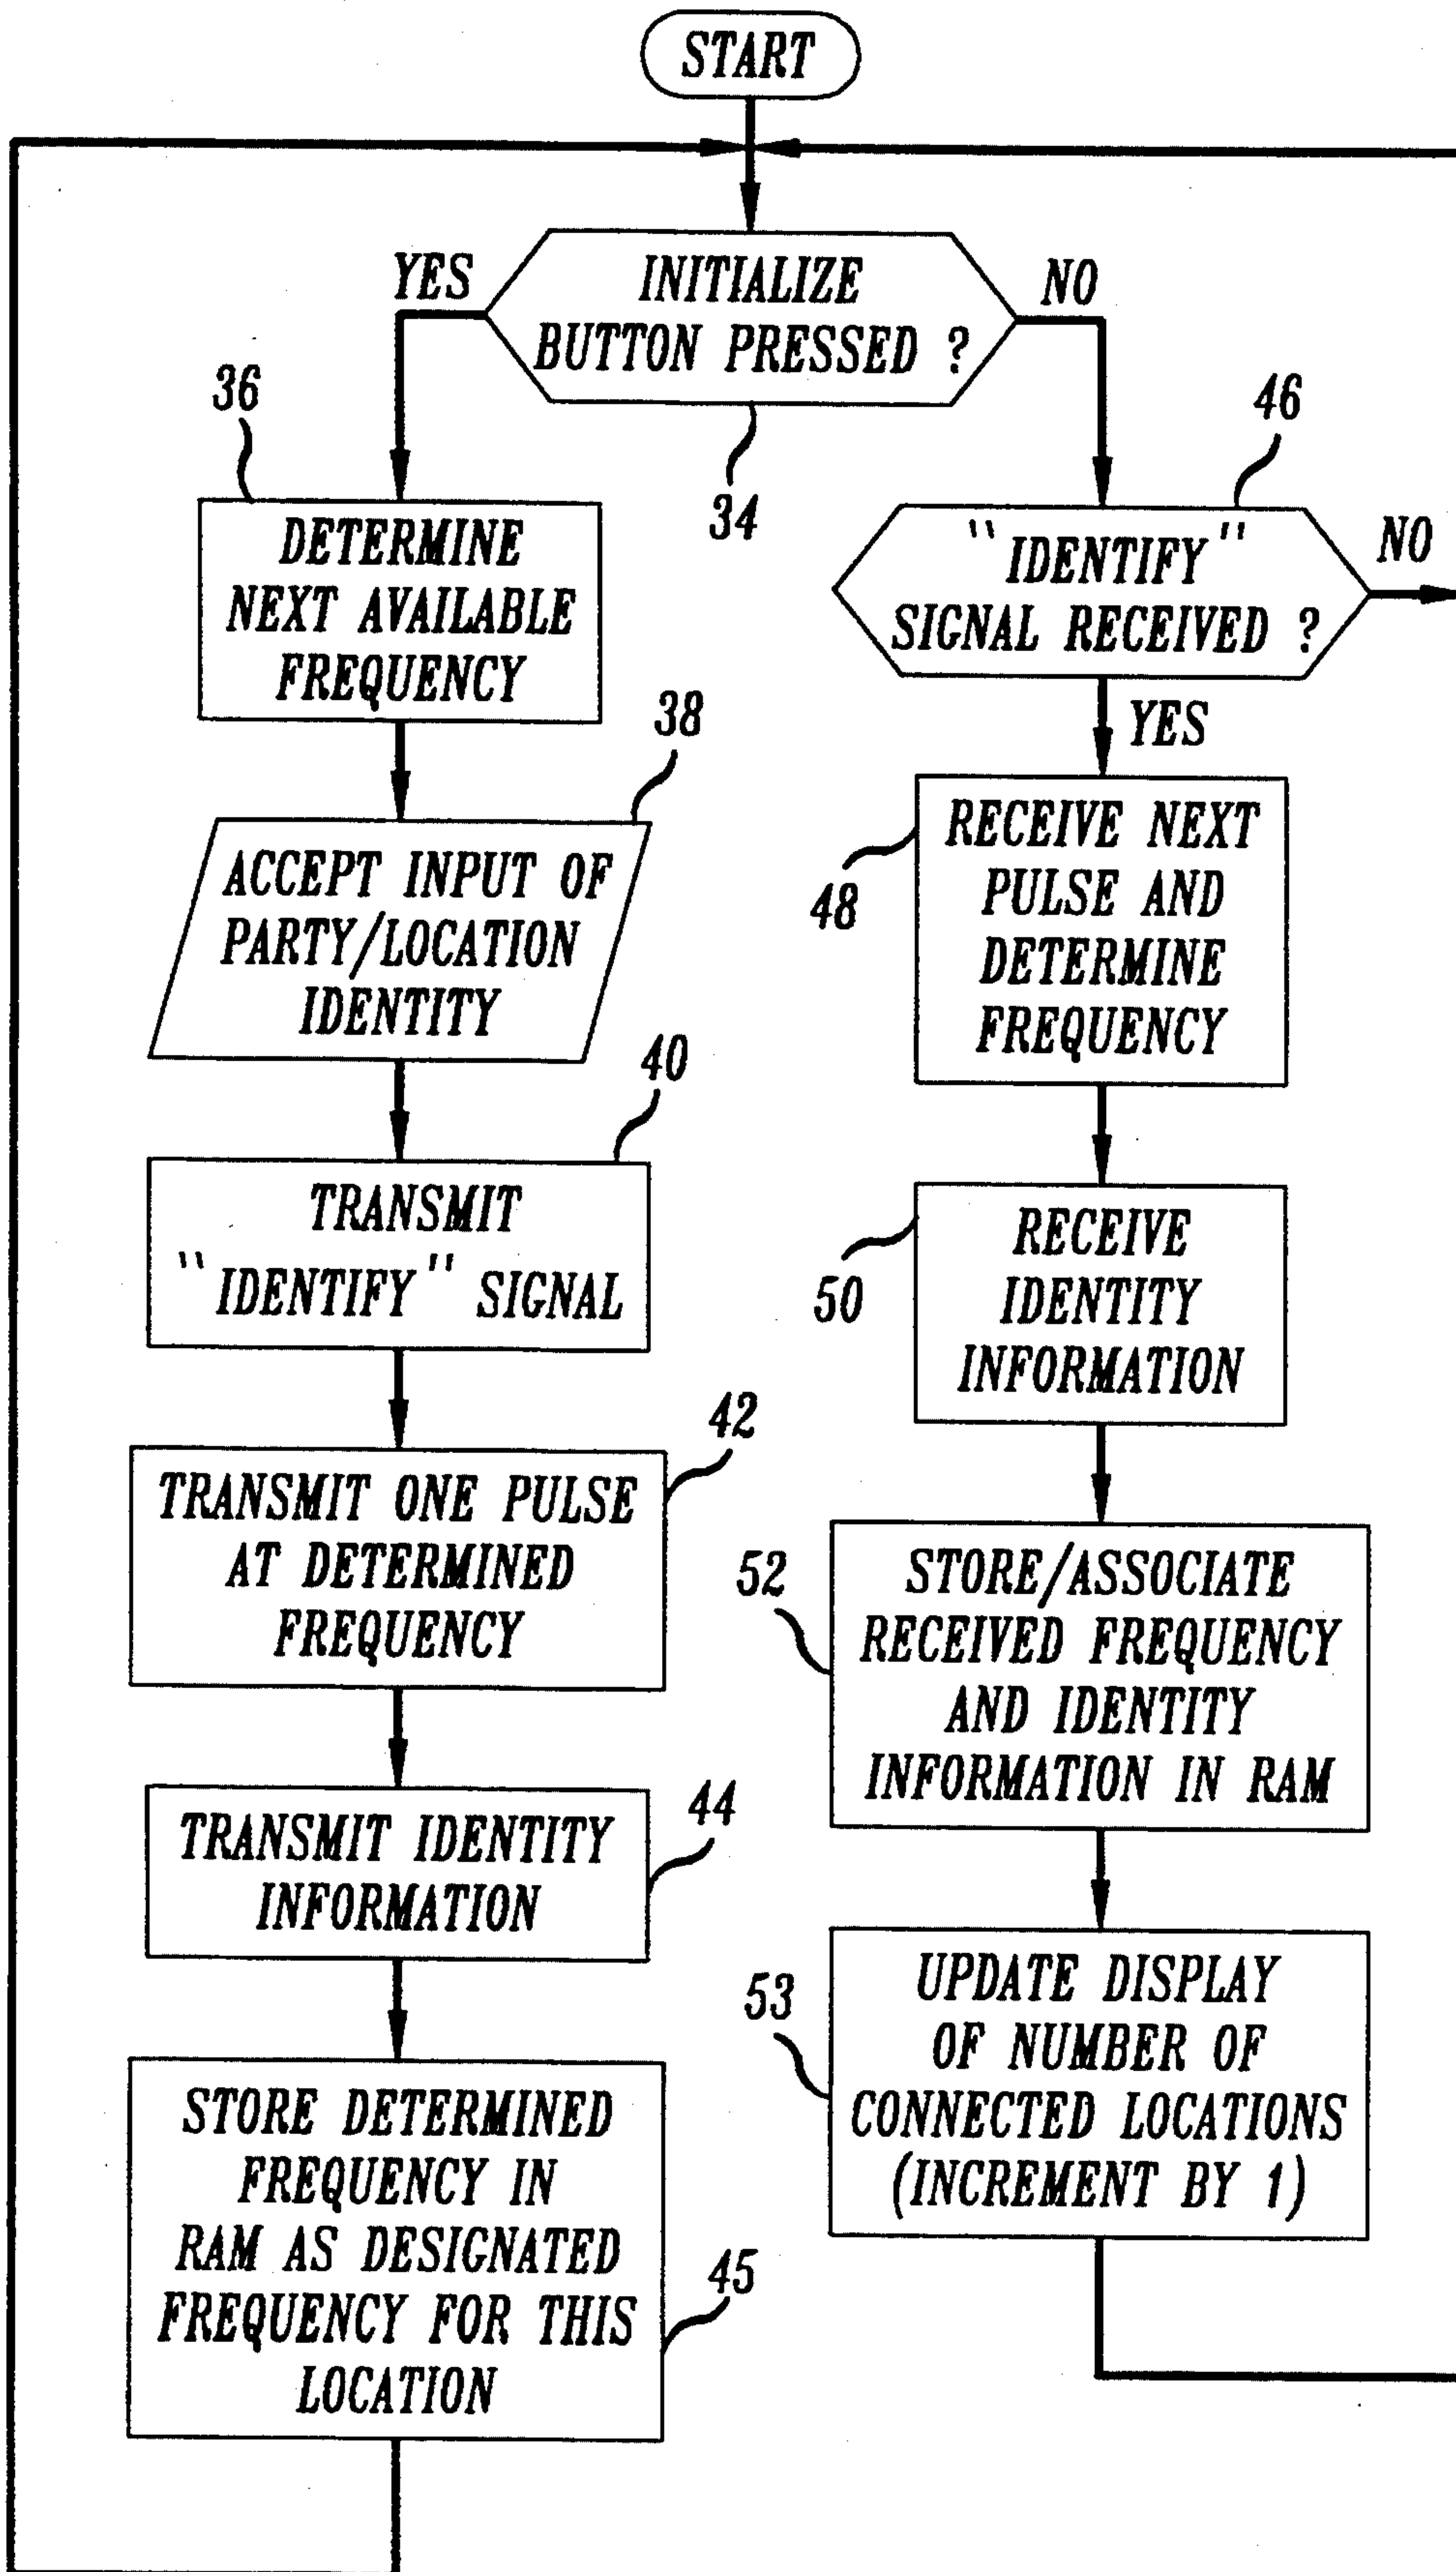 START
INITIALIZE
BUTTON PRESSED ?
YES
NO
34
36
DETERMINE
NEXT AVAILABLE
FREQUENCY
38
ACCEPT INPUT OF
PARTY/LOCATION
IDENTITY
40
TRANSMIT
"IDENTIFY" SIGNAL
42
TRANSMIT ONE PULSE
AT DETERMINED
FREQUENCY
44
TRANSMIT IDENTITY
INFORMATION
STORE DETERMINED
FREQUENCY IN
RAM AS DESIGNATED
FREQUENCY FOR THIS
LOCATION
45
46
"IDENTIFY"
SIGNAL RECEIVED ?
NO
YES
48
RECEIVE NEXT
PULSE AND
DETERMINE
FREQUENCY
50
RECEIVE
IDENTITY
INFORMATION
52
STORE/ASSOCIATE
RECEIVED FREQUENCY
AND IDENTITY
INFORMATION IN RAM
53
UPDATE DISPLAY
OF NUMBER OF
CONNECTED LOCATIONS
(INCREMENT BY 1)